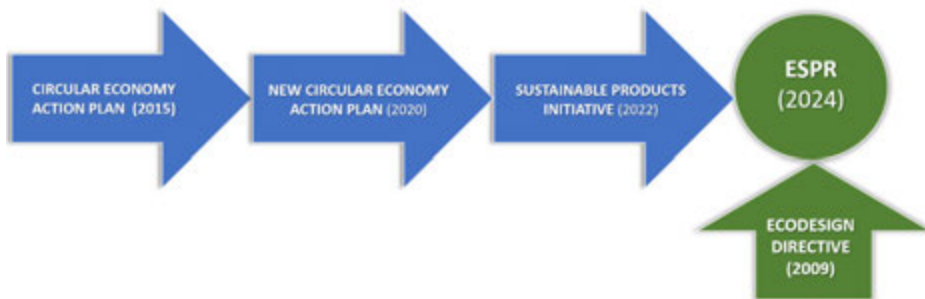 CIRCULAR ECONOMY
ACTION PLAN (2015)
NEW CIRCULAR ECONOMY
ACTION PLAN (2020)
SUSTAINABLE PRODUCTS
INITIATIVE (2022)
ESPR
(2024)
ECODESIGN
DIRECTIVE
(2009)